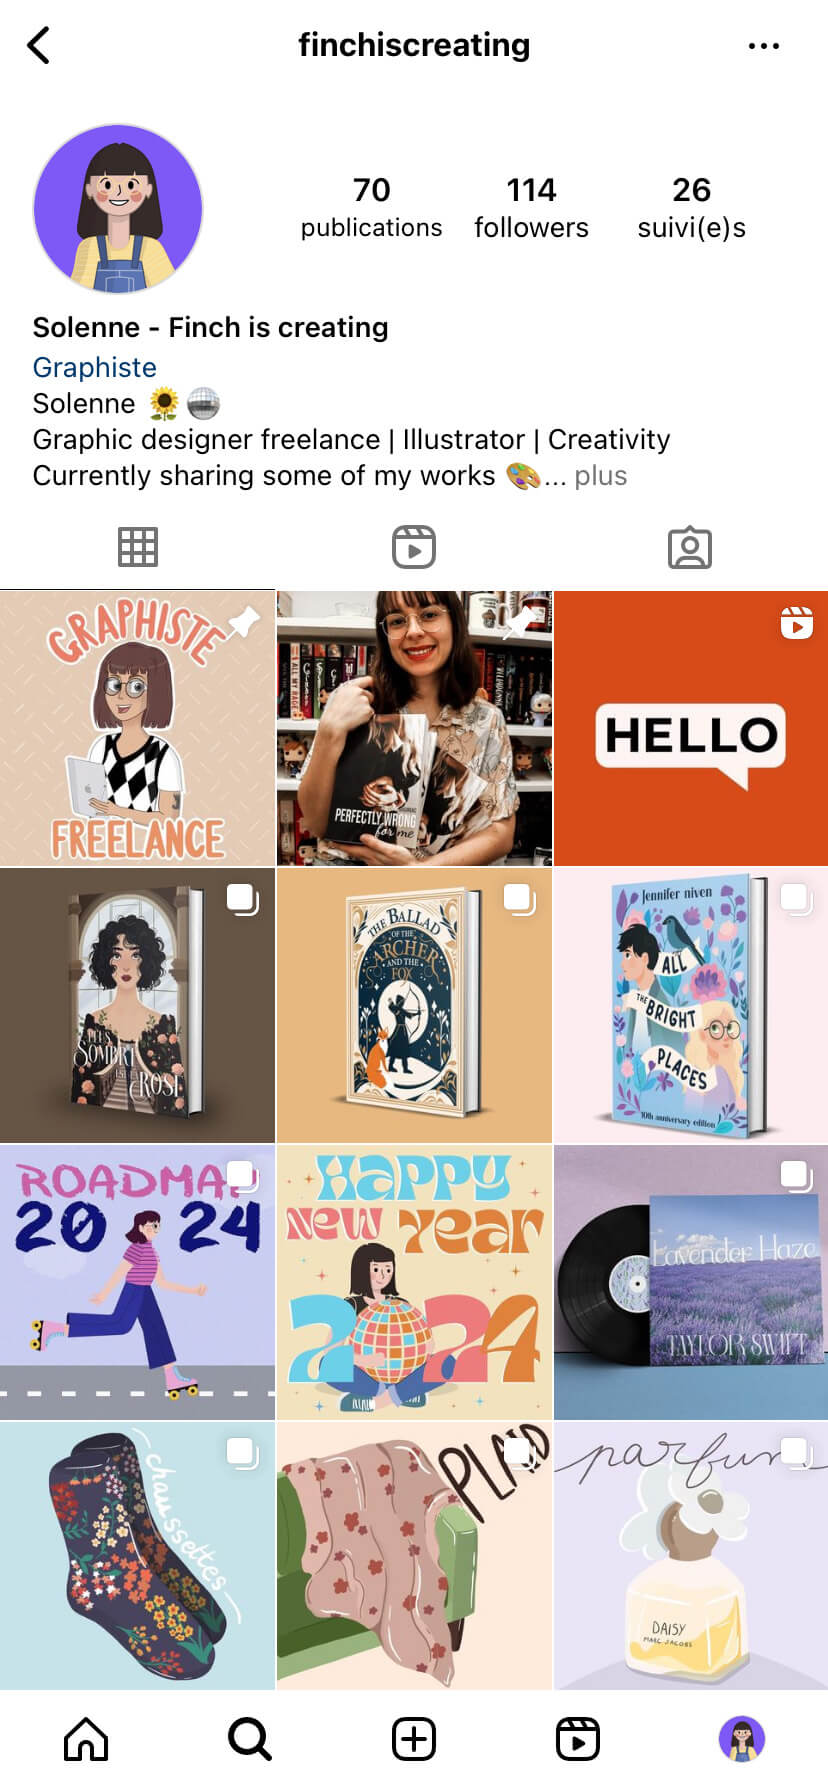 finchiscreating
70
114
26
publications
followers
suivi(e)s
Solenne - Finch is creating
Graphiste
Solenne 🌻🪩
Graphic designer freelance | Illustrator | Creativity
Currently sharing some of my works 🎨... plus
GRAPHISTE
FREELANCE
PERFECTLY WRONG
for me
HELLO
PLUS
SOMBRE
EST LA
ROSE
THE BALLAD
OF THE
ARCHER
AND THE
FOX
Jennifer niven
ALL
THE BRIGHT
PLACES
10th anniversary edition
ROADMAP
2024
HAPPY
NEW YEAR
2024
Lavender Haze
TAYLOR SWIFT
chaussettes
PLAID
parfum
DAISY
MARC JACOBS